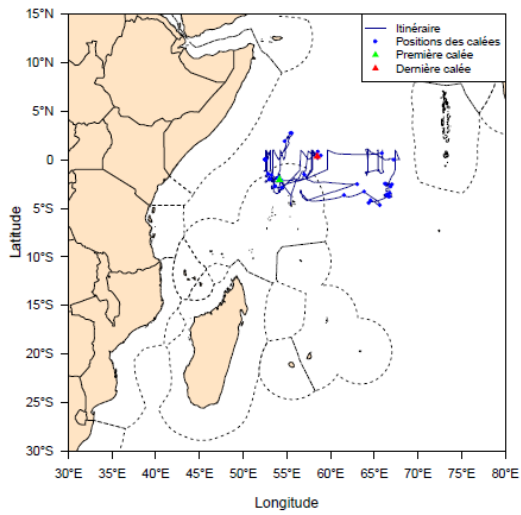 15°N
10°N
5°N
0
5°S
10°S
15°S
20°S
25°S
30°S
Latitude
Itinéraire
Positions des calées
Première calée
Dernière calée
30°E 35°E 40°E 45°E 50°E 55°E 60°E 65°E 70°E 75°E 80°E
Longitude